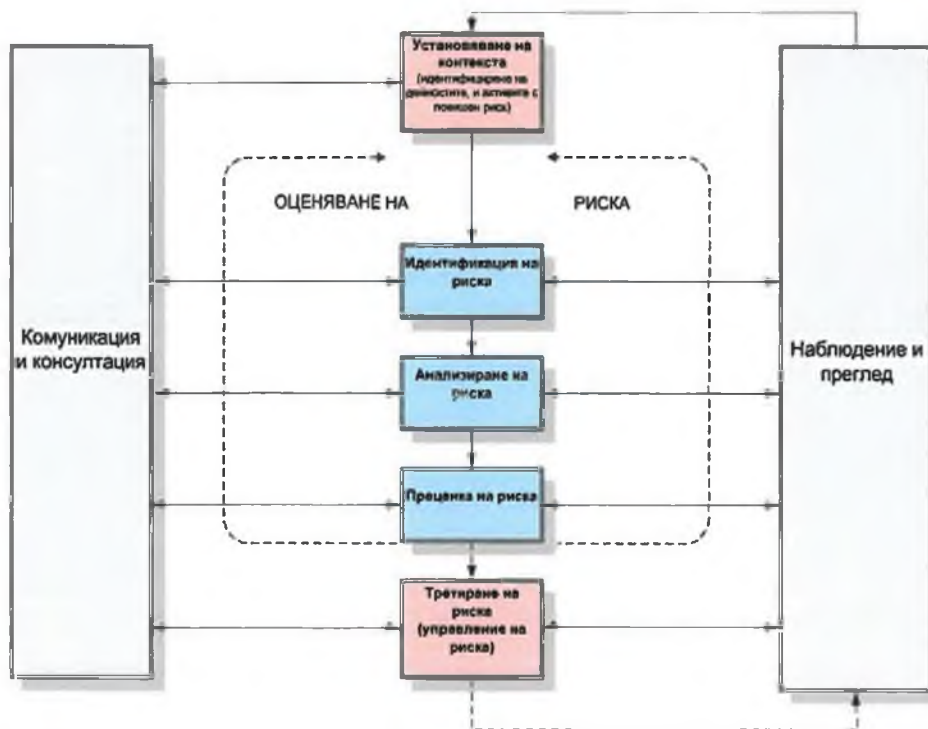 Установяване на
контекста
(идентифициране на
дейностите, и активите с
повишен риск)
ОЦЕНЯВАНЕ НА
РИСКА
Идентификация на
риска
Комуникация
и консултация
Наблюдение и
преглед
Анализиране на
риска
Преценка на риска
Третиране на
риска
(управление на
риска)